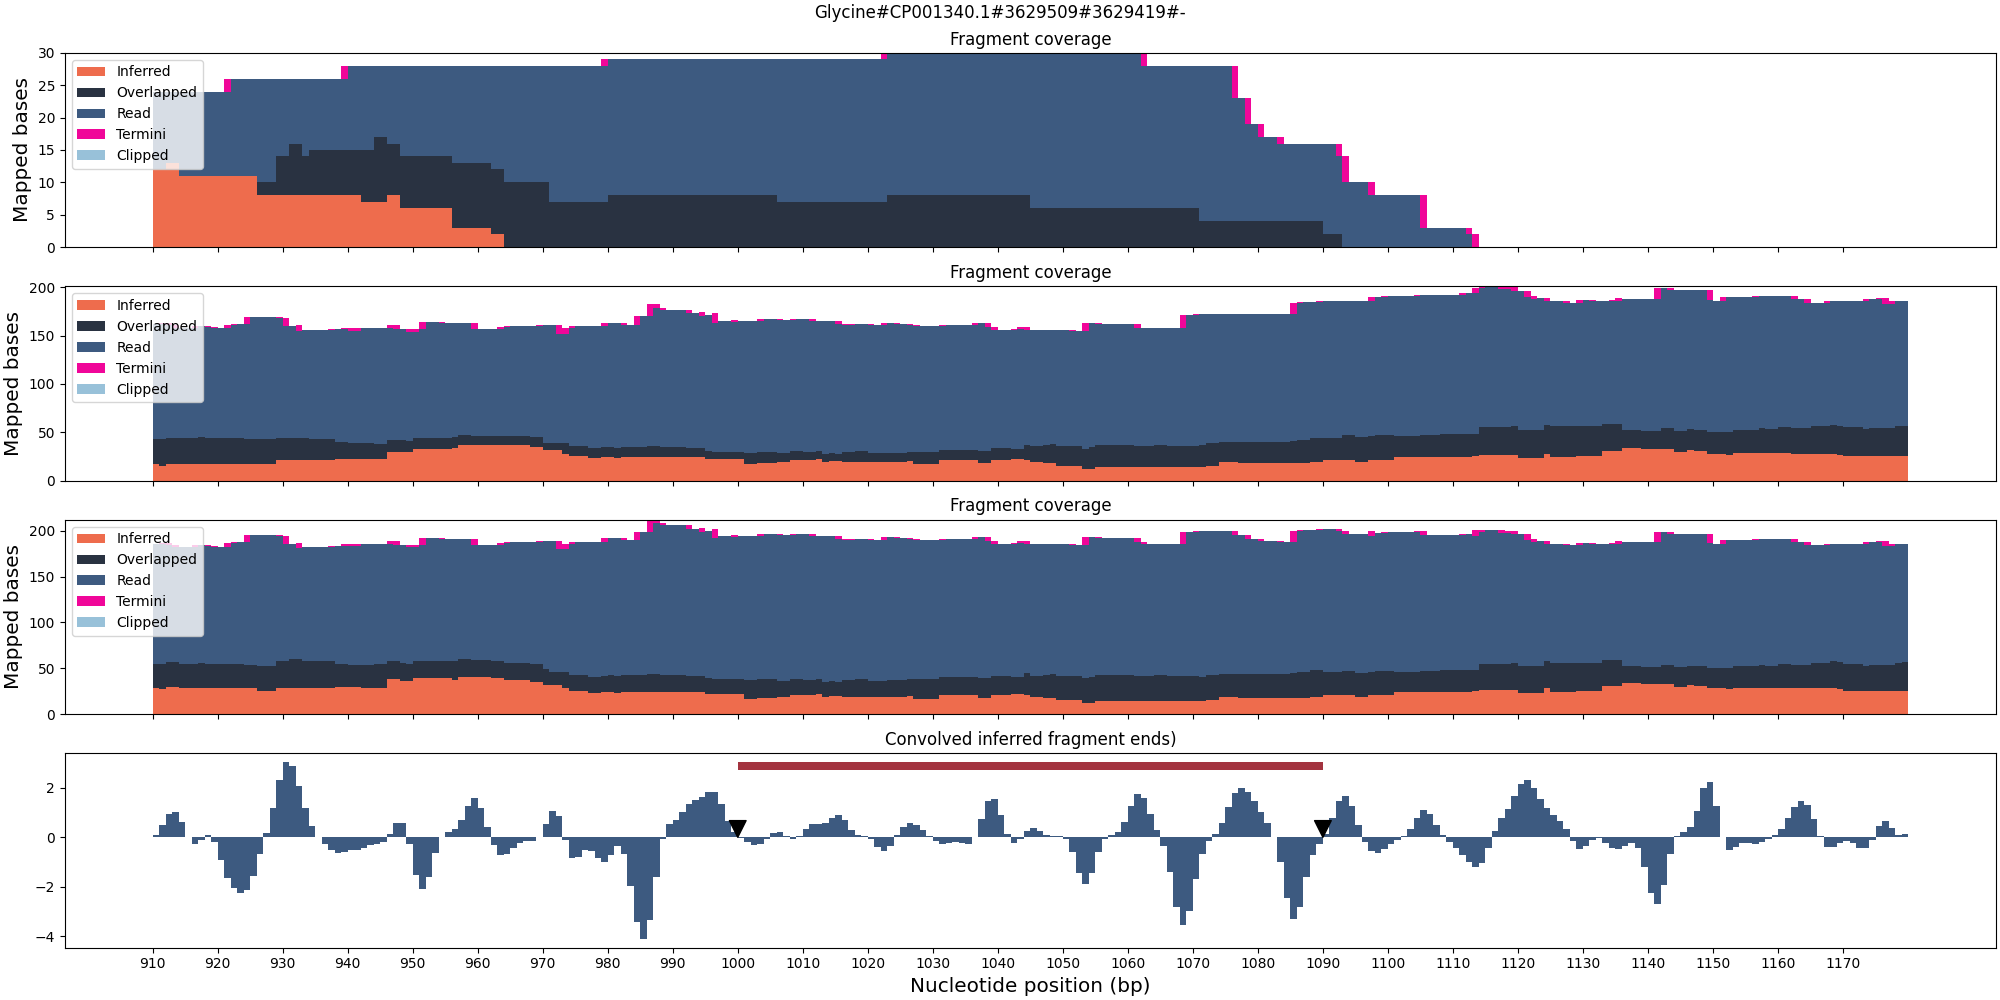 Glycine#CP001340.1#3629509#3629419#-
Fragment coverage
Mapped bases
30
25
20
15
10
5
0
Inferred
Overlapped
Read
Termini
Clipped
Fragment coverage
Mapped bases
200
150
100
50
0
Inferred
Overlapped
Read
Termini
Clipped
Fragment coverage
Mapped bases
200
150
100
50
0
Inferred
Overlapped
Read
Termini
Clipped
Convolved inferred fragment ends)
2
0
−2
−4
910 920 930 940 950 960 970 980 990 1000 1010 1020 1030 1040 1050 1060 1070 1080 1090 1100 1110 1120 1130 1140 1150 1160 1170
Nucleotide position (bp)